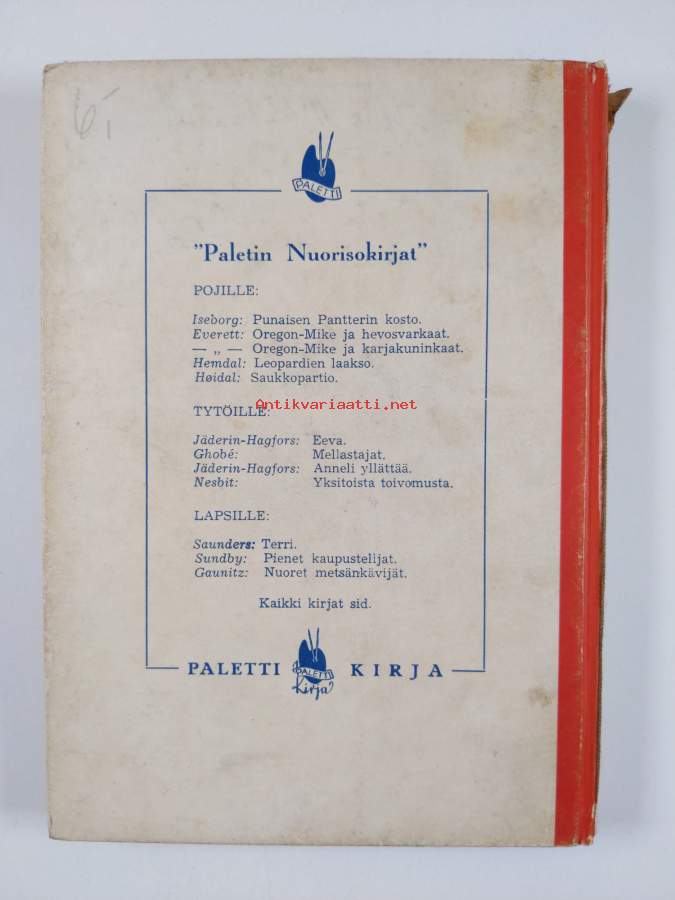 6,-
PALETTI
"Paletin Nuorisokirjat"
POJILLE:
Iseborg: Punaisen Pantterin kosto.
Everett: Oregon-Mike ja hevosvarkaat.
— „ — Oregon-Mike ja karjakuninkaat.
Hemdal: Leopardien laakso.
Høidal: Saukkopartio.
Antikvariaatti.net
TYTÖILLE:
Jäderin-Hagfors: Eeva.
Ghobé: Mellastajat.
Jäderin-Hagfors: Anneli yllättää.
Nesbit: Yksitoista toivomusta.
LAPSILLE:
Saunders: Terri.
Sundby: Pienet kaupustelijat.
Gaunitz: Nuoret metsänkävijät.
Kaikki kirjat sid.
PALETTI PALETTI KIRJA
kirja